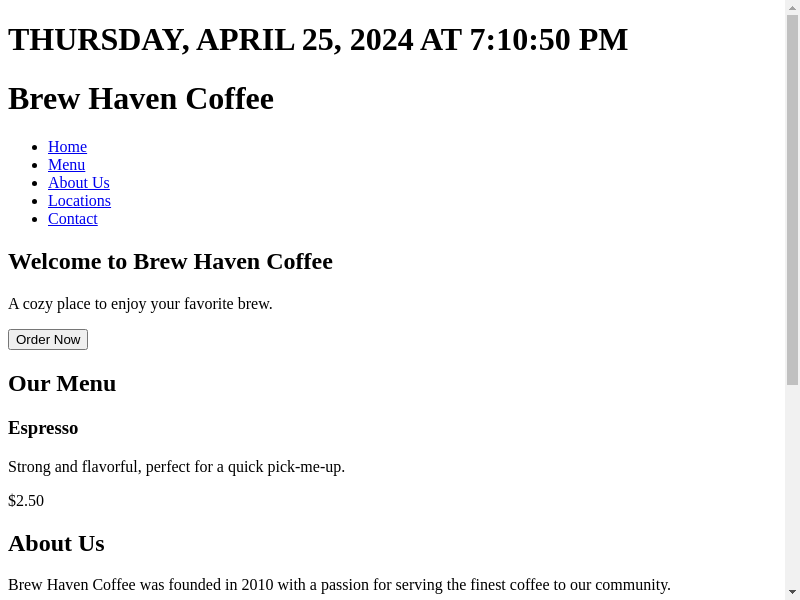 THURSDAY, APRIL 25, 2024 AT 7:10:50 PM
Brew Haven Coffee
Home
Menu
About Us
Locations
Contact
Welcome to Brew Haven Coffee
A cozy place to enjoy your favorite brew.
Order Now
Our Menu
Espresso
Strong and flavorful, perfect for a quick pick-me-up.
$2.50
About Us
Brew Haven Coffee was founded in 2010 with a passion for serving the finest coffee to our community.